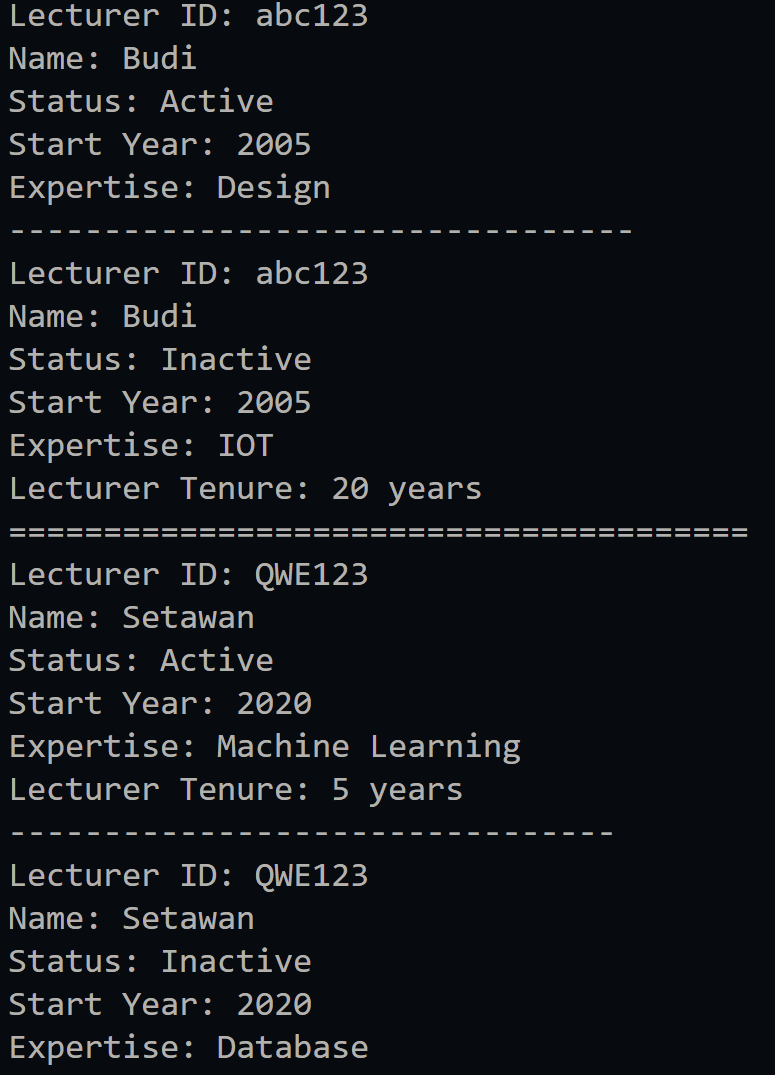 Lecturer ID: abc123
Name: Budi
Status: Active
Start Year: 2005
Expertise: Design
---------------------------------
Lecturer ID: abc123
Name: Budi
Status: Inactive
Start Year: 2005
Expertise: IOT
Lecturer Tenure: 20 years
=======================================
Lecturer ID: QWE123
Name: Setawan
Status: Active
Start Year: 2020
Expertise: Machine Learning
Lecturer Tenure: 5 years
--------------------------------
Lecturer ID: QWE123
Name: Setawan
Status: Inactive
Start Year: 2020
Expertise: Database